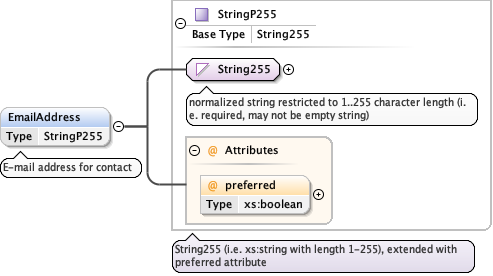 StringP255
Base Type String255
String255
normalized string restricted to 1..255 character length (i.
e. required, may not be empty string)
EmailAddress
Type StringP255
E-mail address for contact
@ Attributes
@ preferred
Type xs:boolean
String255 (i.e. xs:string with length 1-255), extended with
preferred attribute